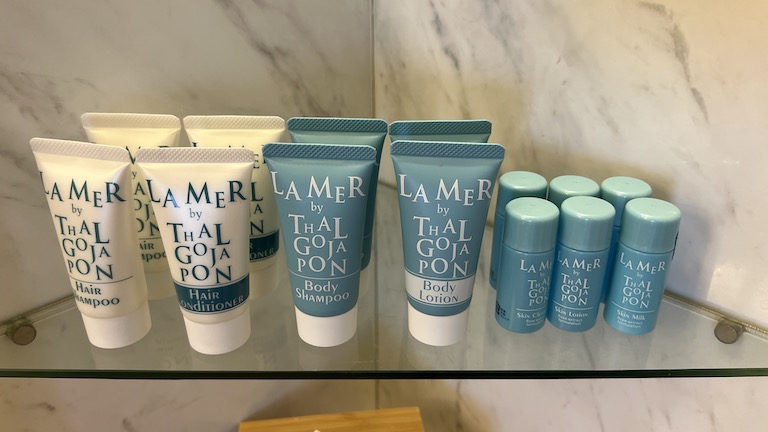 LA MER
by
THAL
GOJA
PON
Hair
Shampoo
LA MER
by
THAL
GOJA
PON
Hair
Conditioner
LA MER
by
THAL
GOJA
PON
Body
Shampoo
LA MER
by
THAL
GOJA
PON
Body
Lotion
LA MER
by
THAL
GOJA
PON
LA MER
by
THAL
GOJA
PON
Skin Lotion
LA MER
by
THAL
GOJA
PON
Skin Milk